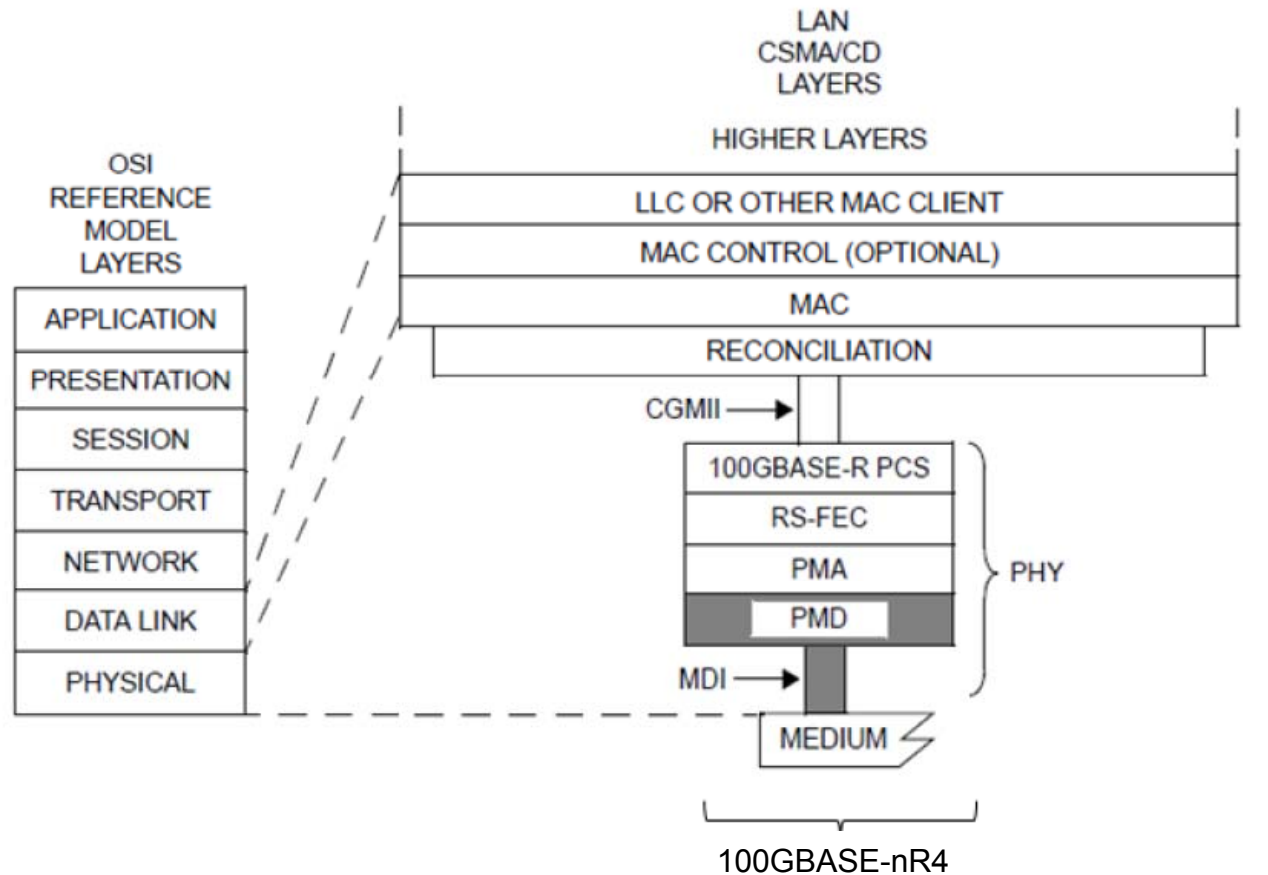 LAN
CSMA/CD
LAYERS
HIGHER LAYERS
OSI
REFERENCE
MODEL
LAYERS
LLC OR OTHER MAC CLIENT
MAC CONTROL (OPTIONAL)
MAC
RECONCILIATION
APPLICATION
PRESENTATION
SESSION
TRANSPORT
NETWORK
DATA LINK
PHYSICAL
CGMII
100GBASE-R PCS
RS-FEC
PMA
PMD
PHY
MDI
MEDIUM
100GBASE-nR4